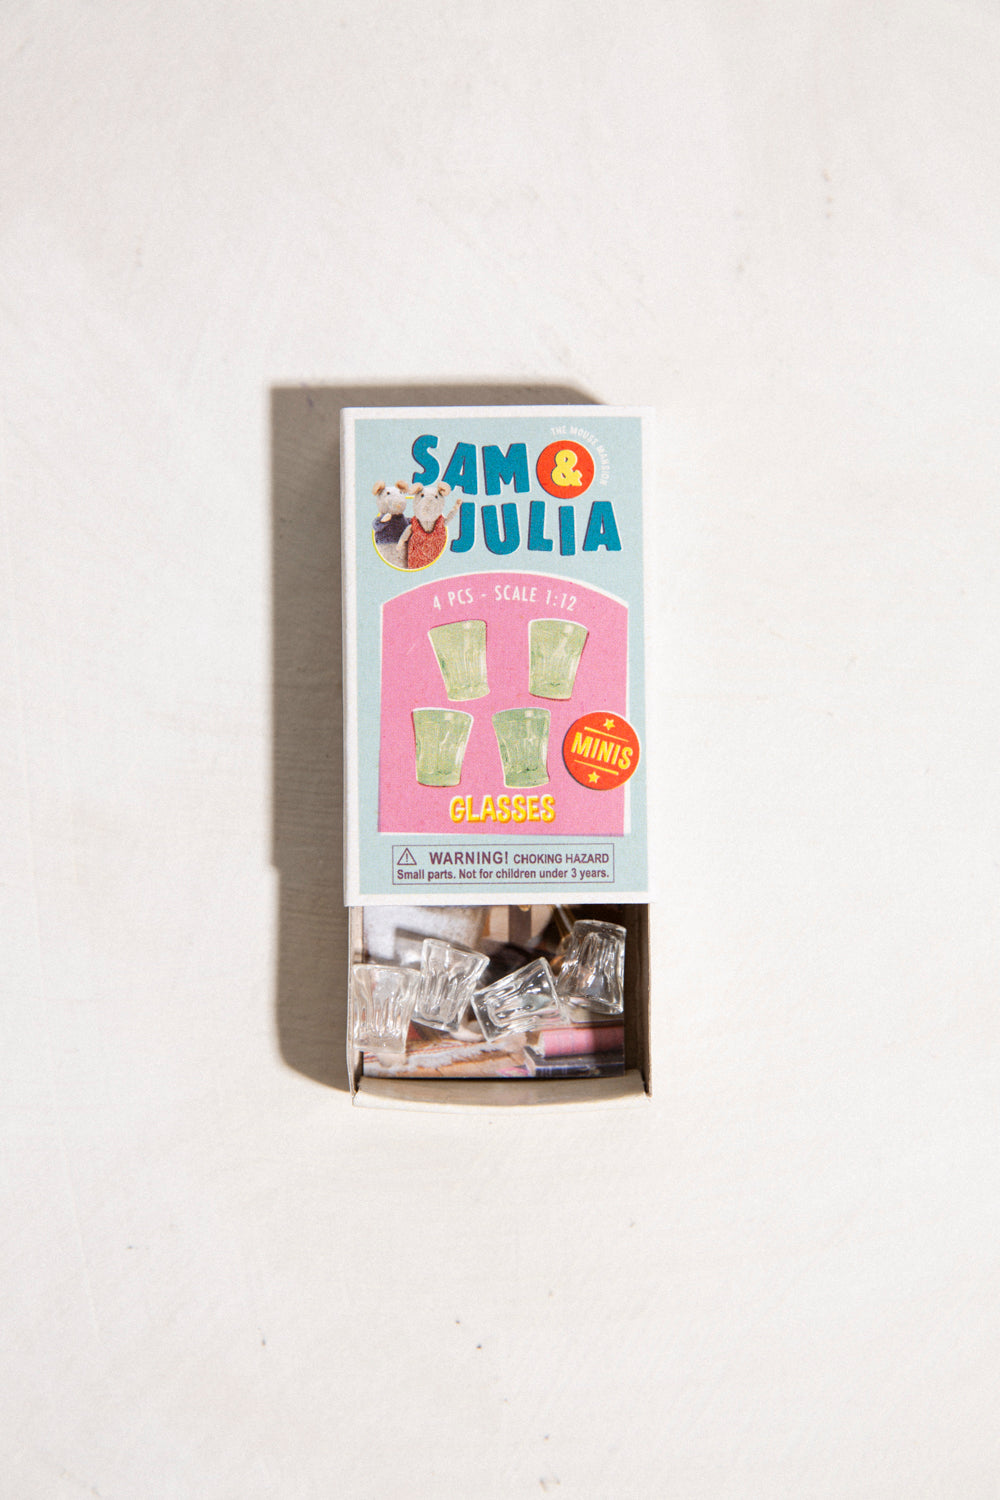 THE MOUSE MANSION
SAM &
JULIA
4 PCS - SCALE 1:12
MINIS
GLASSES
WARNING! CHOKING HAZARD
Small parts. Not for children under 3 years.